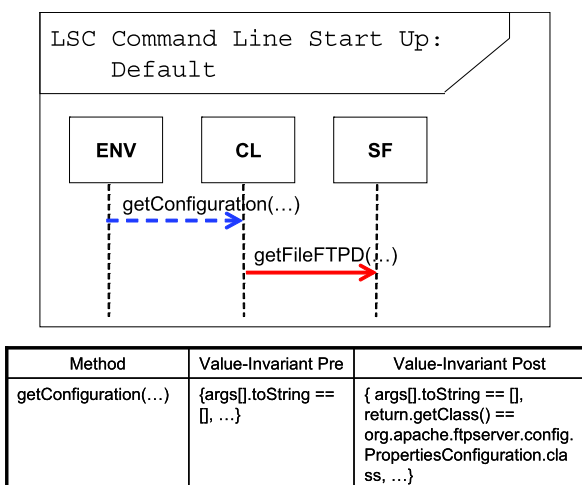 LSC Command Line Start Up:
Default
ENV
CL
SF
getConfiguration(…)
getFileFTPD(…)
Method
Value-Invariant Pre
Value-Invariant Post
getConfiguration(…)
{args[].toString ==
[], …}
{ args[].toString == [],
return.getClass() ==
org.apache.ftpserver.config.
PropertiesConfiguration.cla
ss, …}